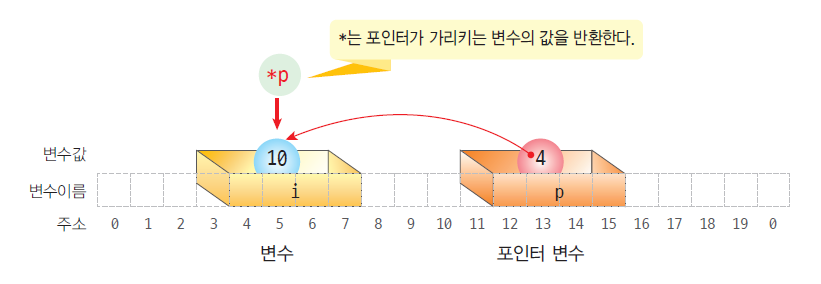 *는 포인터가 가리키는 변수의 값을 반환한다.
*p
변수값 10 4
변수이름 i p
주소 0 1 2 3 4 5 6 7 8 9 10 11 12 13 14 15 16 17 18 19 0
변수 포인터 변수